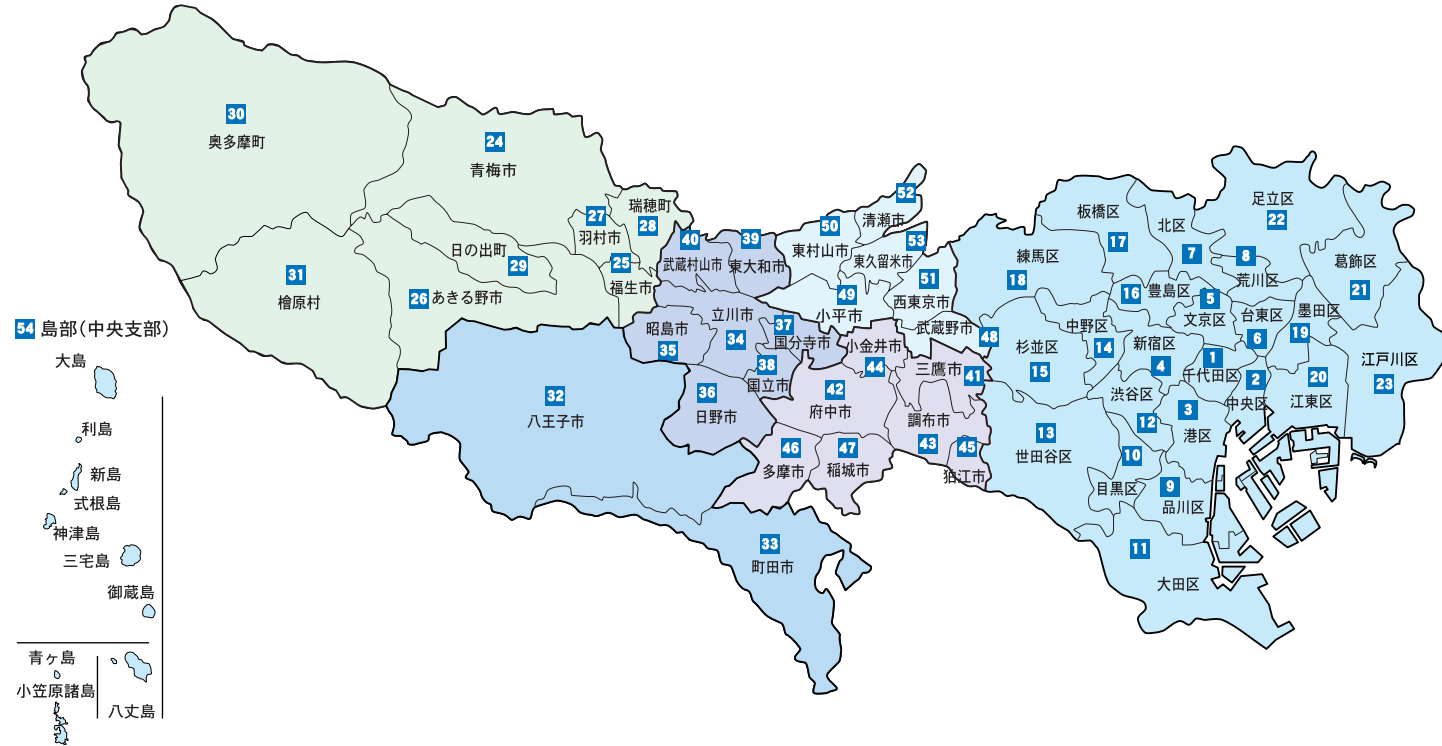 30
奥多摩町
24
青梅市
瑞穂町
28
27
羽村市
日の出町
29
25
福生市
31
檜原村
26 あきる野市
40
武蔵村山市
39
東大和市
50
東村山市
52
清瀬市
53
東久留米市
51
西東京市
49
小平市
武蔵野市
48
昭島市
35
立川市
34
37
国分寺市
38
国立市
36
日野市
小金井市
44
三鷹市
41
42
府中市
調布市
43
45
狛江市
46
多摩市
47
稲城市
32
八王子市
33
町田市
練馬区
18
板橋区
17
北区
7
足立区
22
8
荒川区
葛飾区
21
16
豊島区
5
文京区
台東区
6
墨田区
19
中野区
14
杉並区
15
新宿区
4
1
千代田区
2
中央区
20
江東区
江戸川区
23
渋谷区
12
3
港区
13
世田谷区
10
目黒区
9
品川区
11
大田区
54 島部(中央支部)
大島
利島
新島
式根島
神津島
三宅島
御蔵島
青ヶ島
小笠原諸島
八丈島